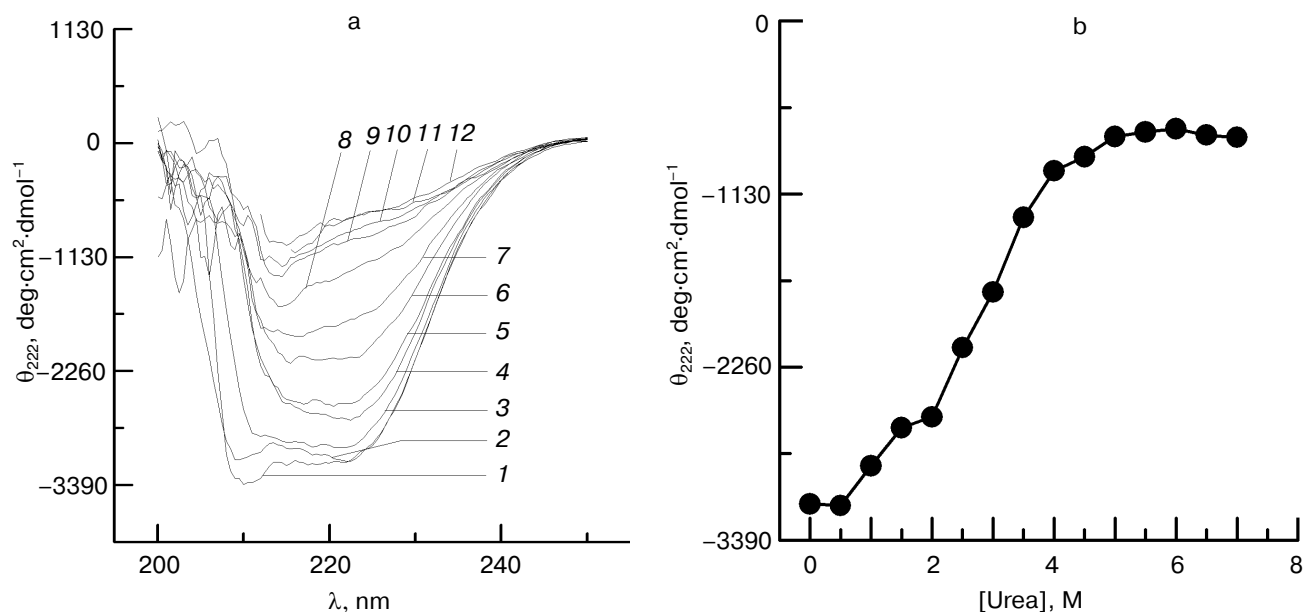 a
1130
0
−1130
−2260
−3390
θ222, deg·cm²·dmol⁻¹
8 9 10 11 12
7
6
5
4
3
2
1
200 220 240
λ, nm
b
0
−1130
−2260
−3390
θ222, deg·cm²·dmol⁻¹
0 2 4 6 8
[Urea], M